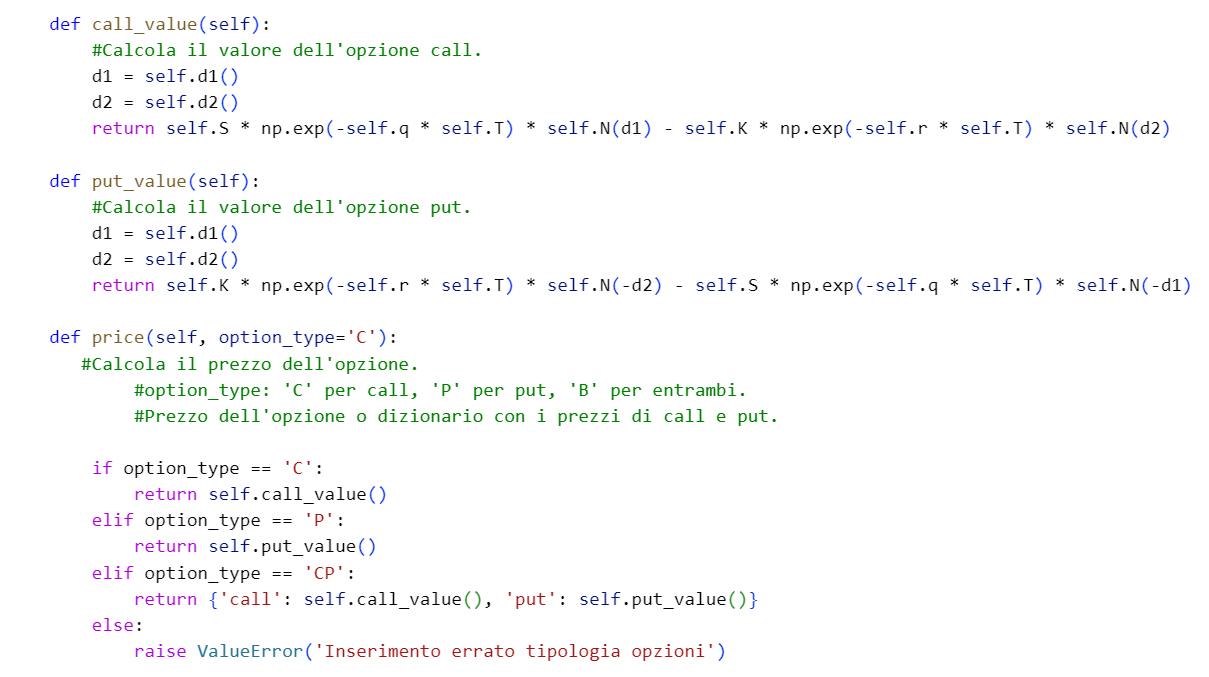 def call_value(self):
    #Calcola il valore dell'opzione call.
    d1 = self.d1()
    d2 = self.d2()
    return self.S * np.exp(-self.q * self.T) * self.N(d1) - self.K * np.exp(-self.r * self.T) * self.N(d2)

def put_value(self):
    #Calcola il valore dell'opzione put.
    d1 = self.d1()
    d2 = self.d2()
    return self.K * np.exp(-self.r * self.T) * self.N(-d2) - self.S * np.exp(-self.q * self.T) * self.N(-d1)

def price(self, option_type='C'):
   #Calcola il prezzo dell'opzione.
        #option_type: 'C' per call, 'P' per put, 'B' per entrambi.
        #Prezzo dell'opzione o dizionario con i prezzi di call e put.

    if option_type == 'C':
        return self.call_value()
    elif option_type == 'P':
        return self.put_value()
    elif option_type == 'CP':
        return {'call': self.call_value(), 'put': self.put_value()}
    else:
        raise ValueError('Inserimento errato tipologia opzioni')